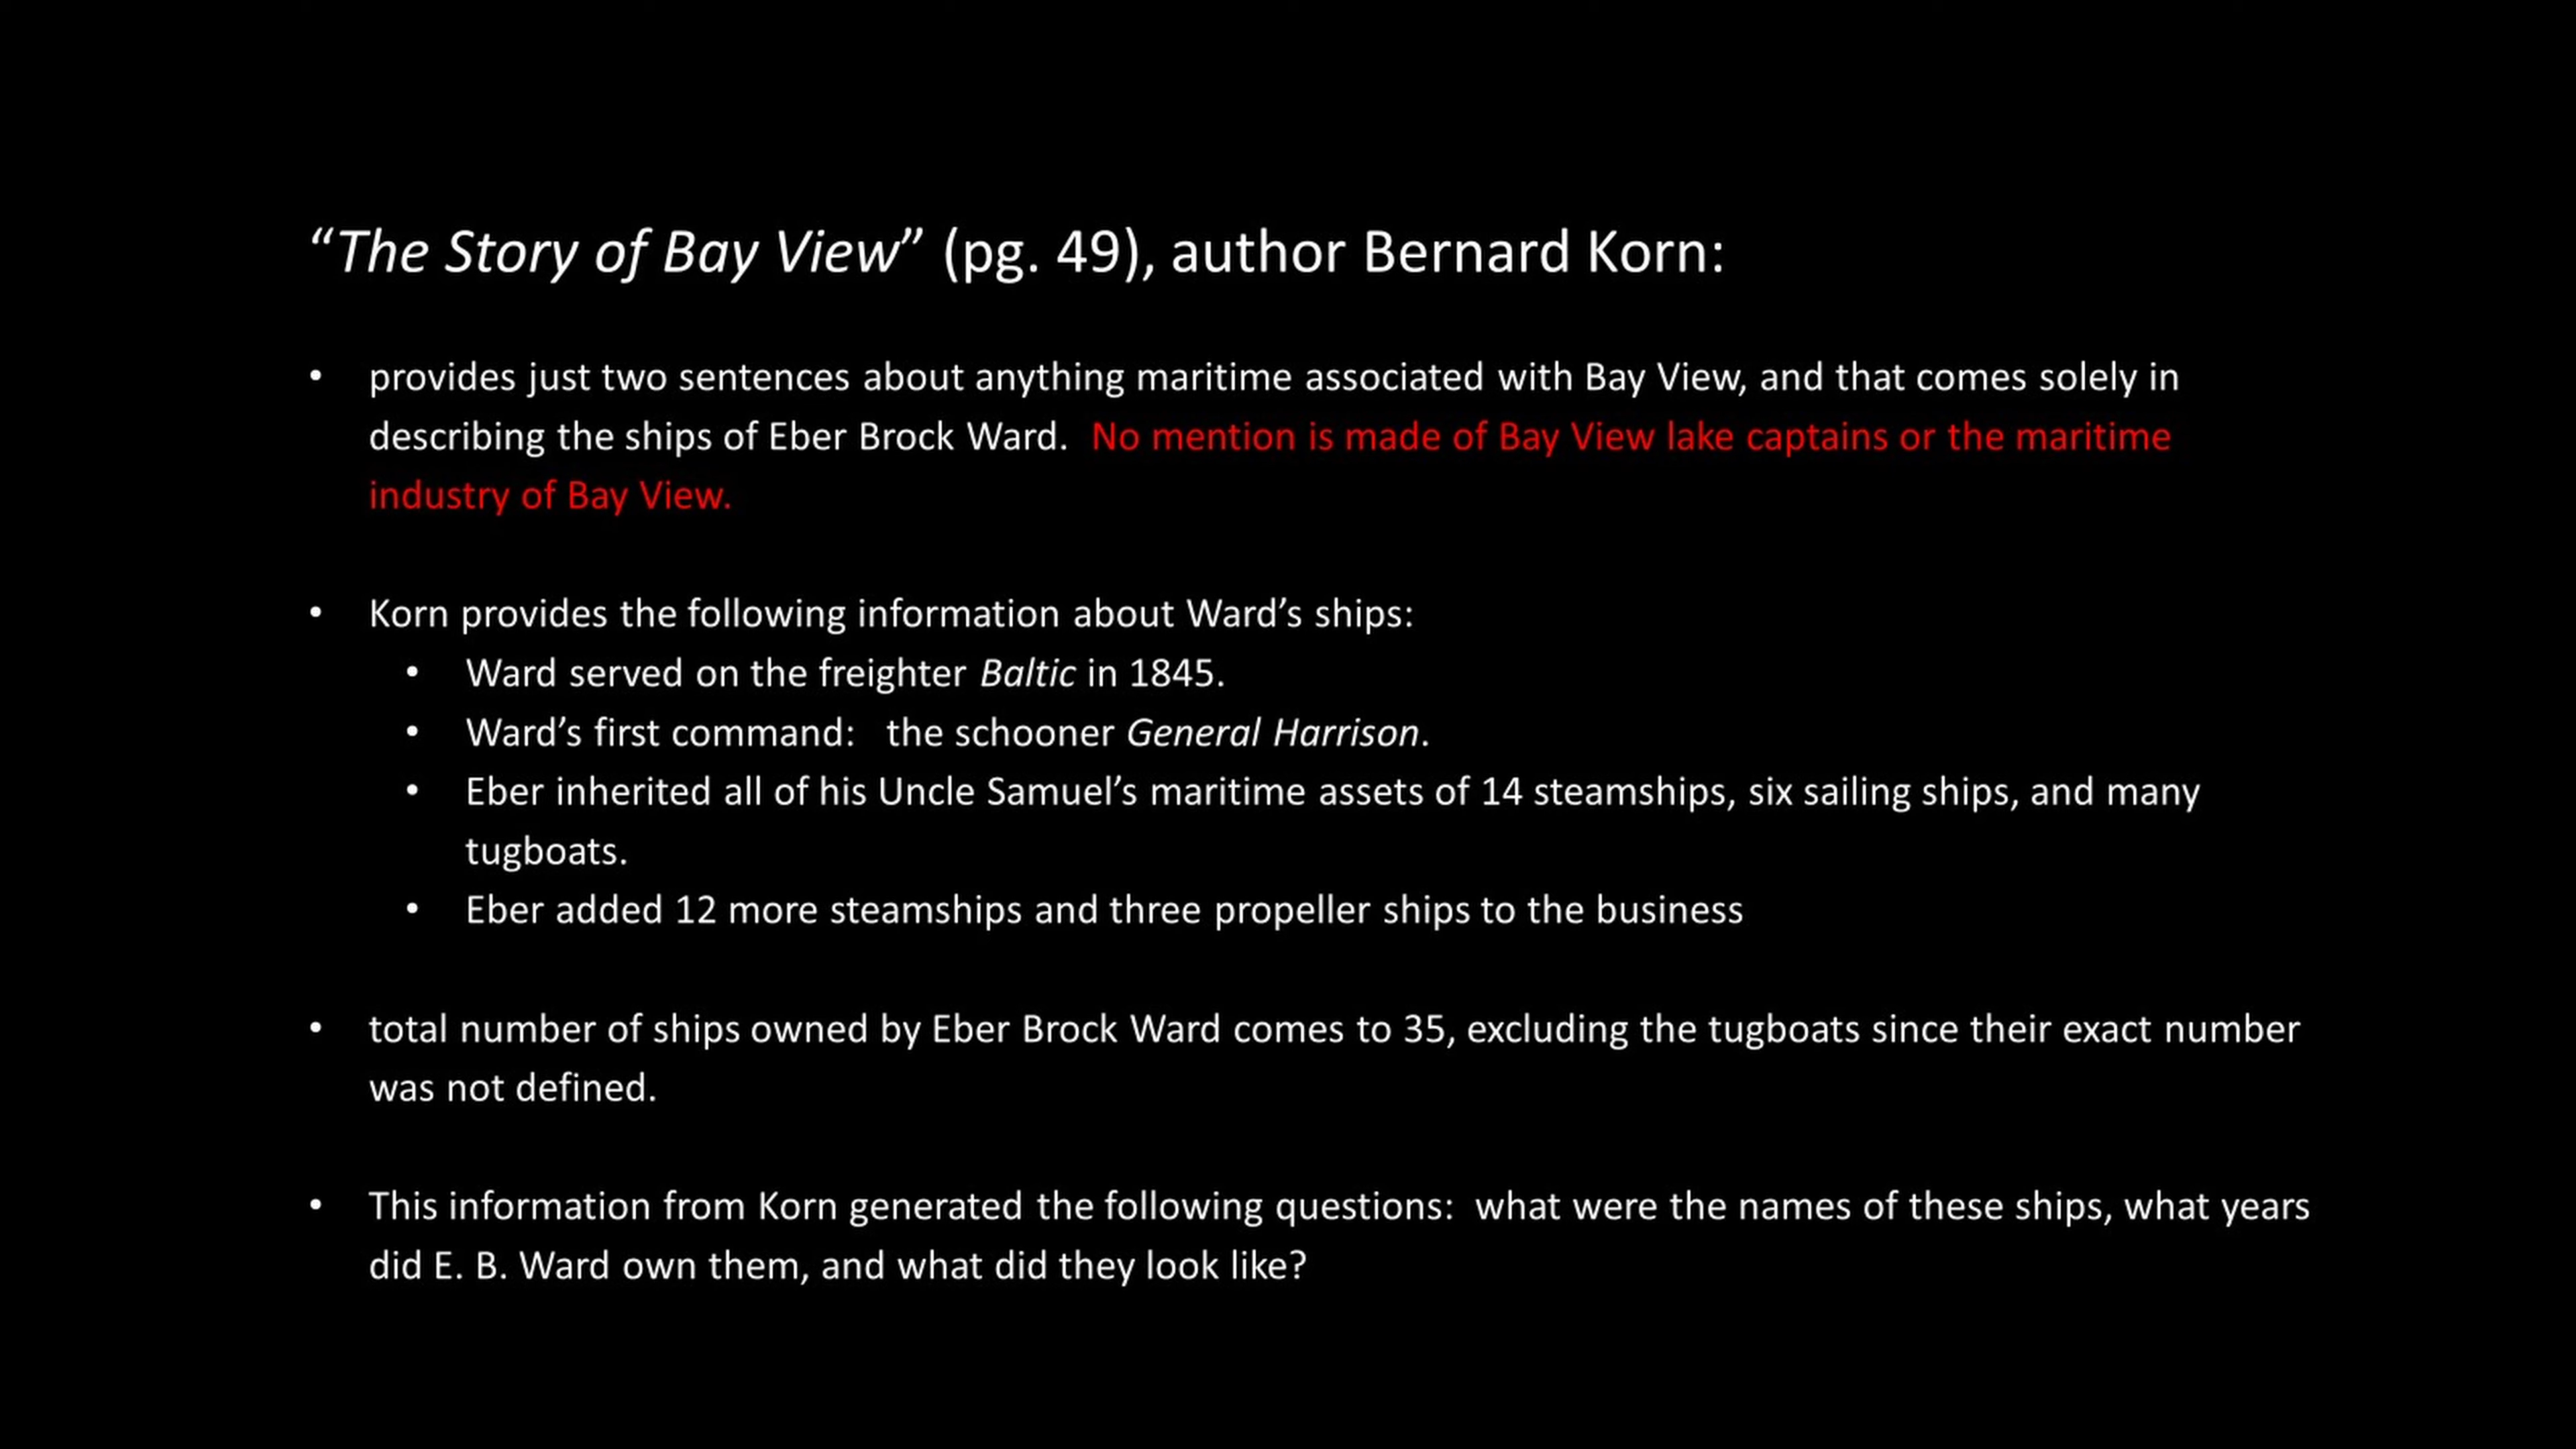 “The Story of Bay View” (pg. 49), author Bernard Korn:
• provides just two sentences about anything maritime associated with Bay View, and that comes solely in
describing the ships of Eber Brock Ward.  No mention is made of Bay View lake captains or the maritime
industry of Bay View.
• Korn provides the following information about Ward’s ships:
• Ward served on the freighter Baltic in 1845.
• Ward’s first command:   the schooner General Harrison.
• Eber inherited all of his Uncle Samuel’s maritime assets of 14 steamships, six sailing ships, and many
tugboats.
• Eber added 12 more steamships and three propeller ships to the business
• total number of ships owned by Eber Brock Ward comes to 35, excluding the tugboats since their exact number
was not defined.
• This information from Korn generated the following questions:  what were the names of these ships, what years
did E. B. Ward own them, and what did they look like?